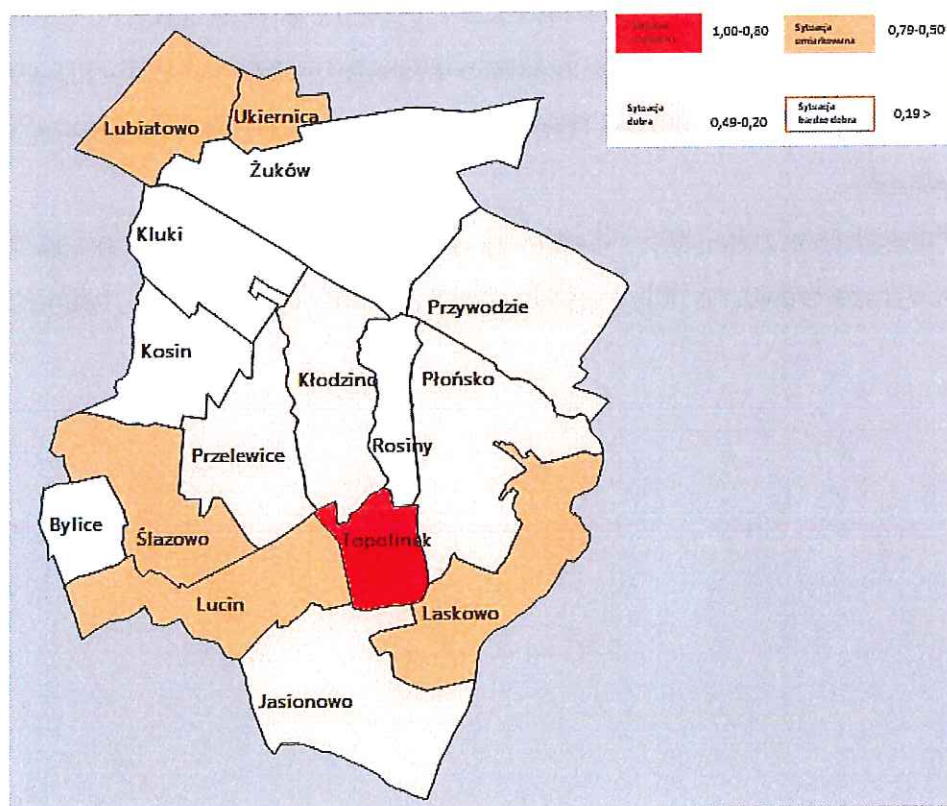 1,00-0,80
Sytuacja
umiarkowana
0,79-0,50
Sytuacja
dobra
0,49-0,20
Sytuacja
bardzo dobra
0,19 >
Lubiatowo
Ukiernica
Żuków
Kluki
Przywodzie
Kosin
Kłodzino
Płońsko
Rosiny
Przelewice
Bylice
Ślazowo
Topolinek
Lucin
Laskowo
Jasionowo